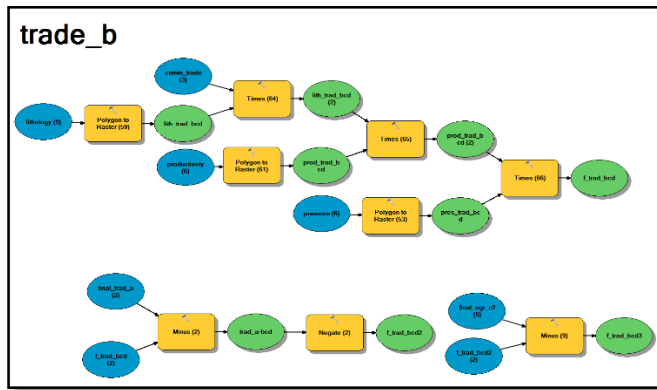 trade_b
comm_trade
(3)
Times (64)
lith_trad_bcd
(2)
lithology (5)
Polygon to
Raster (59)
lith_trad_bcd
Times (65)
prod_trad_b
cd (2)
productively
(6)
Polygon to
Raster (61)
prod_trad_b
cd
Times (66)
f_trad_bcd
pressure (6)
Polygon to
Raster (53)
pres_trad_bc
d
final_trad_a
(2)
Minus (2)
trad_a-bcd
Negate (2)
f_trad_bcd2
f_trad_bcd
(2)
final_agr_c2
(5)
Minus (9)
f_trad_bcd3
f_trad_bcd2
(2)